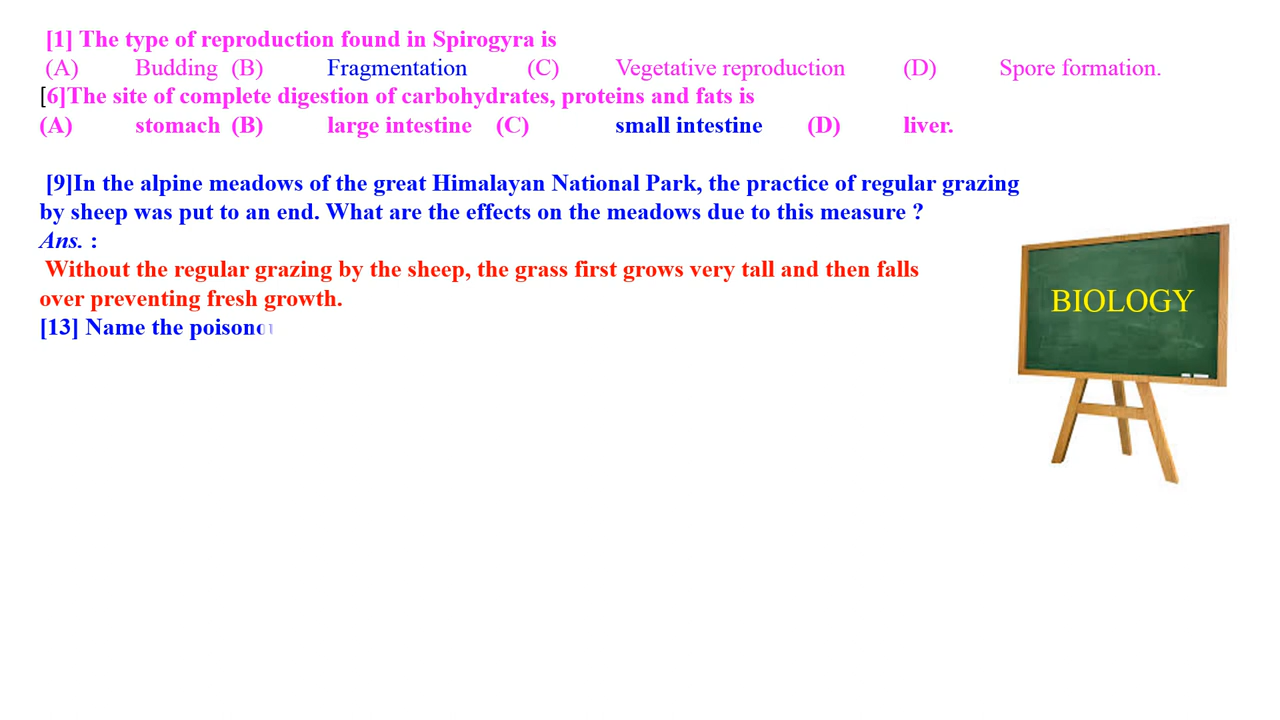 [1] The type of reproduction found in Spirogyra is
(A) Budding (B) Fragmentation (C) Vegetative reproduction (D) Spore formation.
[6]The site of complete digestion of carbohydrates, proteins and fats is
(A) stomach (B) large intestine (C) small intestine (D) liver.
[9]In the alpine meadows of the great Himalayan National Park, the practice of regular grazing
by sheep was put to an end. What are the effects on the meadows due to this measure ?
Ans. :
Without the regular grazing by the sheep, the grass first grows very tall and then falls
over preventing fresh growth.
[13] Name the
BIOLOGY